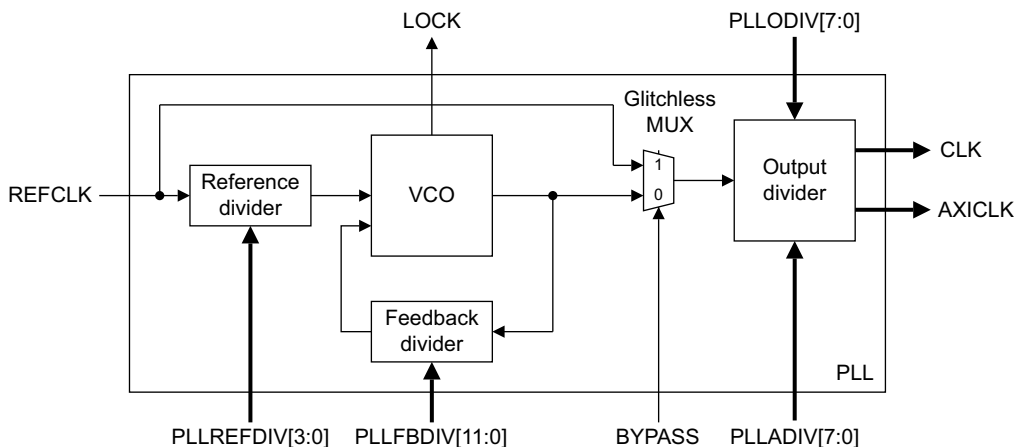 LOCK
PLLODIV[7:0]
Glitchless
MUX
REFCLK
Reference
divider
VCO
1
0
Output
divider
CLK
AXICLK
Feedback
divider
PLL
PLLREFDIV[3:0]
PLLFBDIV[11:0]
BYPASS
PLLADIV[7:0]